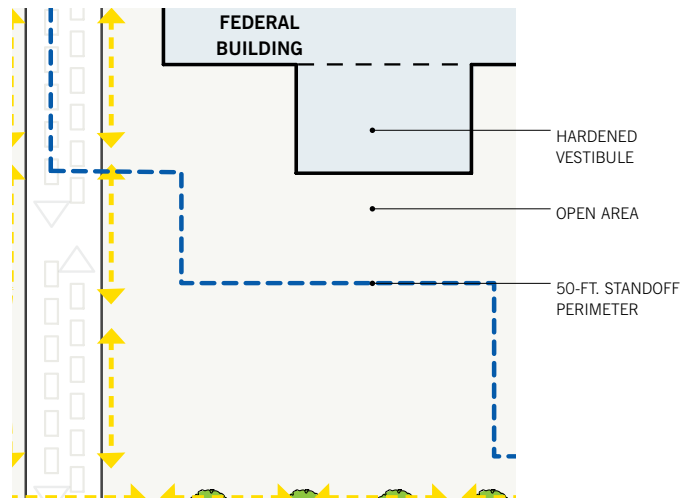 FEDERAL
BUILDING
HARDENED
VESTIBULE
OPEN AREA
50-FT. STANDOFF
PERIMETER